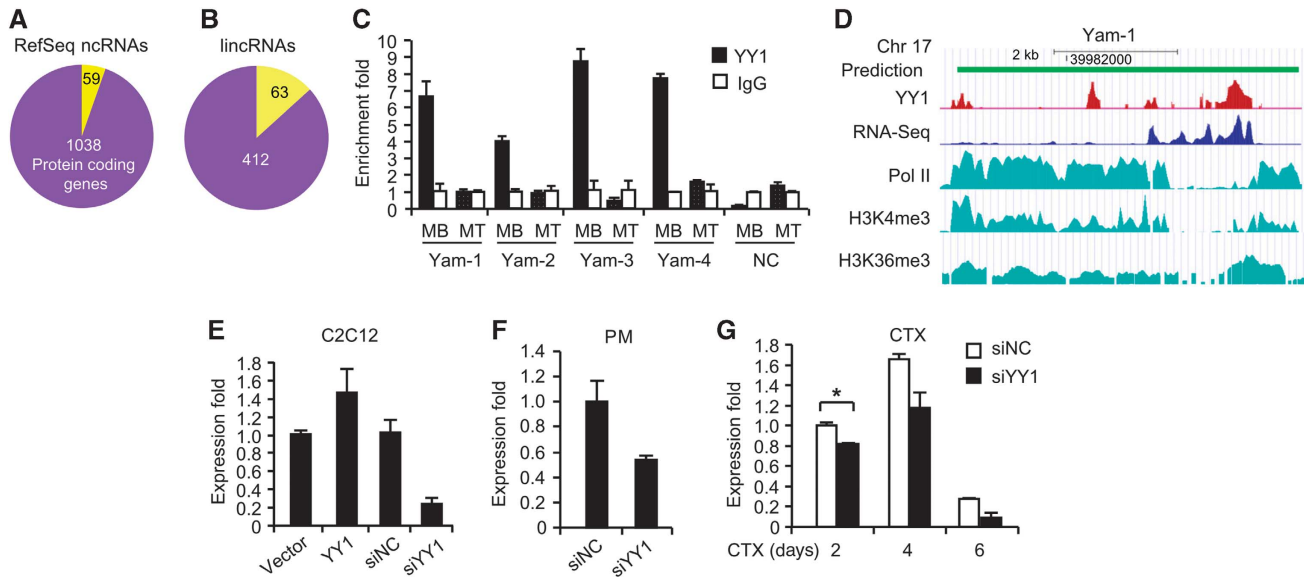 A
RefSeq ncRNAs
59
1038
Protein coding
genes
B
lincRNAs
63
412
C
Enrichment fold
10
9
8
7
6
5
4
3
2
1
0
YY1
IgG
MB MT MB MT MB MT MB MT MB MT
Yam-1 Yam-2 Yam-3 Yam-4 NC
D
Yam-1
Chr 17
2 kb
39982000
Prediction
YY1
RNA-Seq
Pol II
H3K4me3
H3K36me3
E
C2C12
Expression fold
1.8
1.6
1.4
1.2
1.0
0.8
0.6
0.4
0.2
0
Vector YY1 siNC siYY1
F
PM
Expression fold
1.4
1.2
1.0
0.8
0.6
0.4
0.2
0
siNC siYY1
G
CTX
Expression fold
1.8
1.6
1.4
1.2
1.0
0.8
0.6
0.4
0.2
0
*
siNC
siYY1
CTX (days) 2 4 6